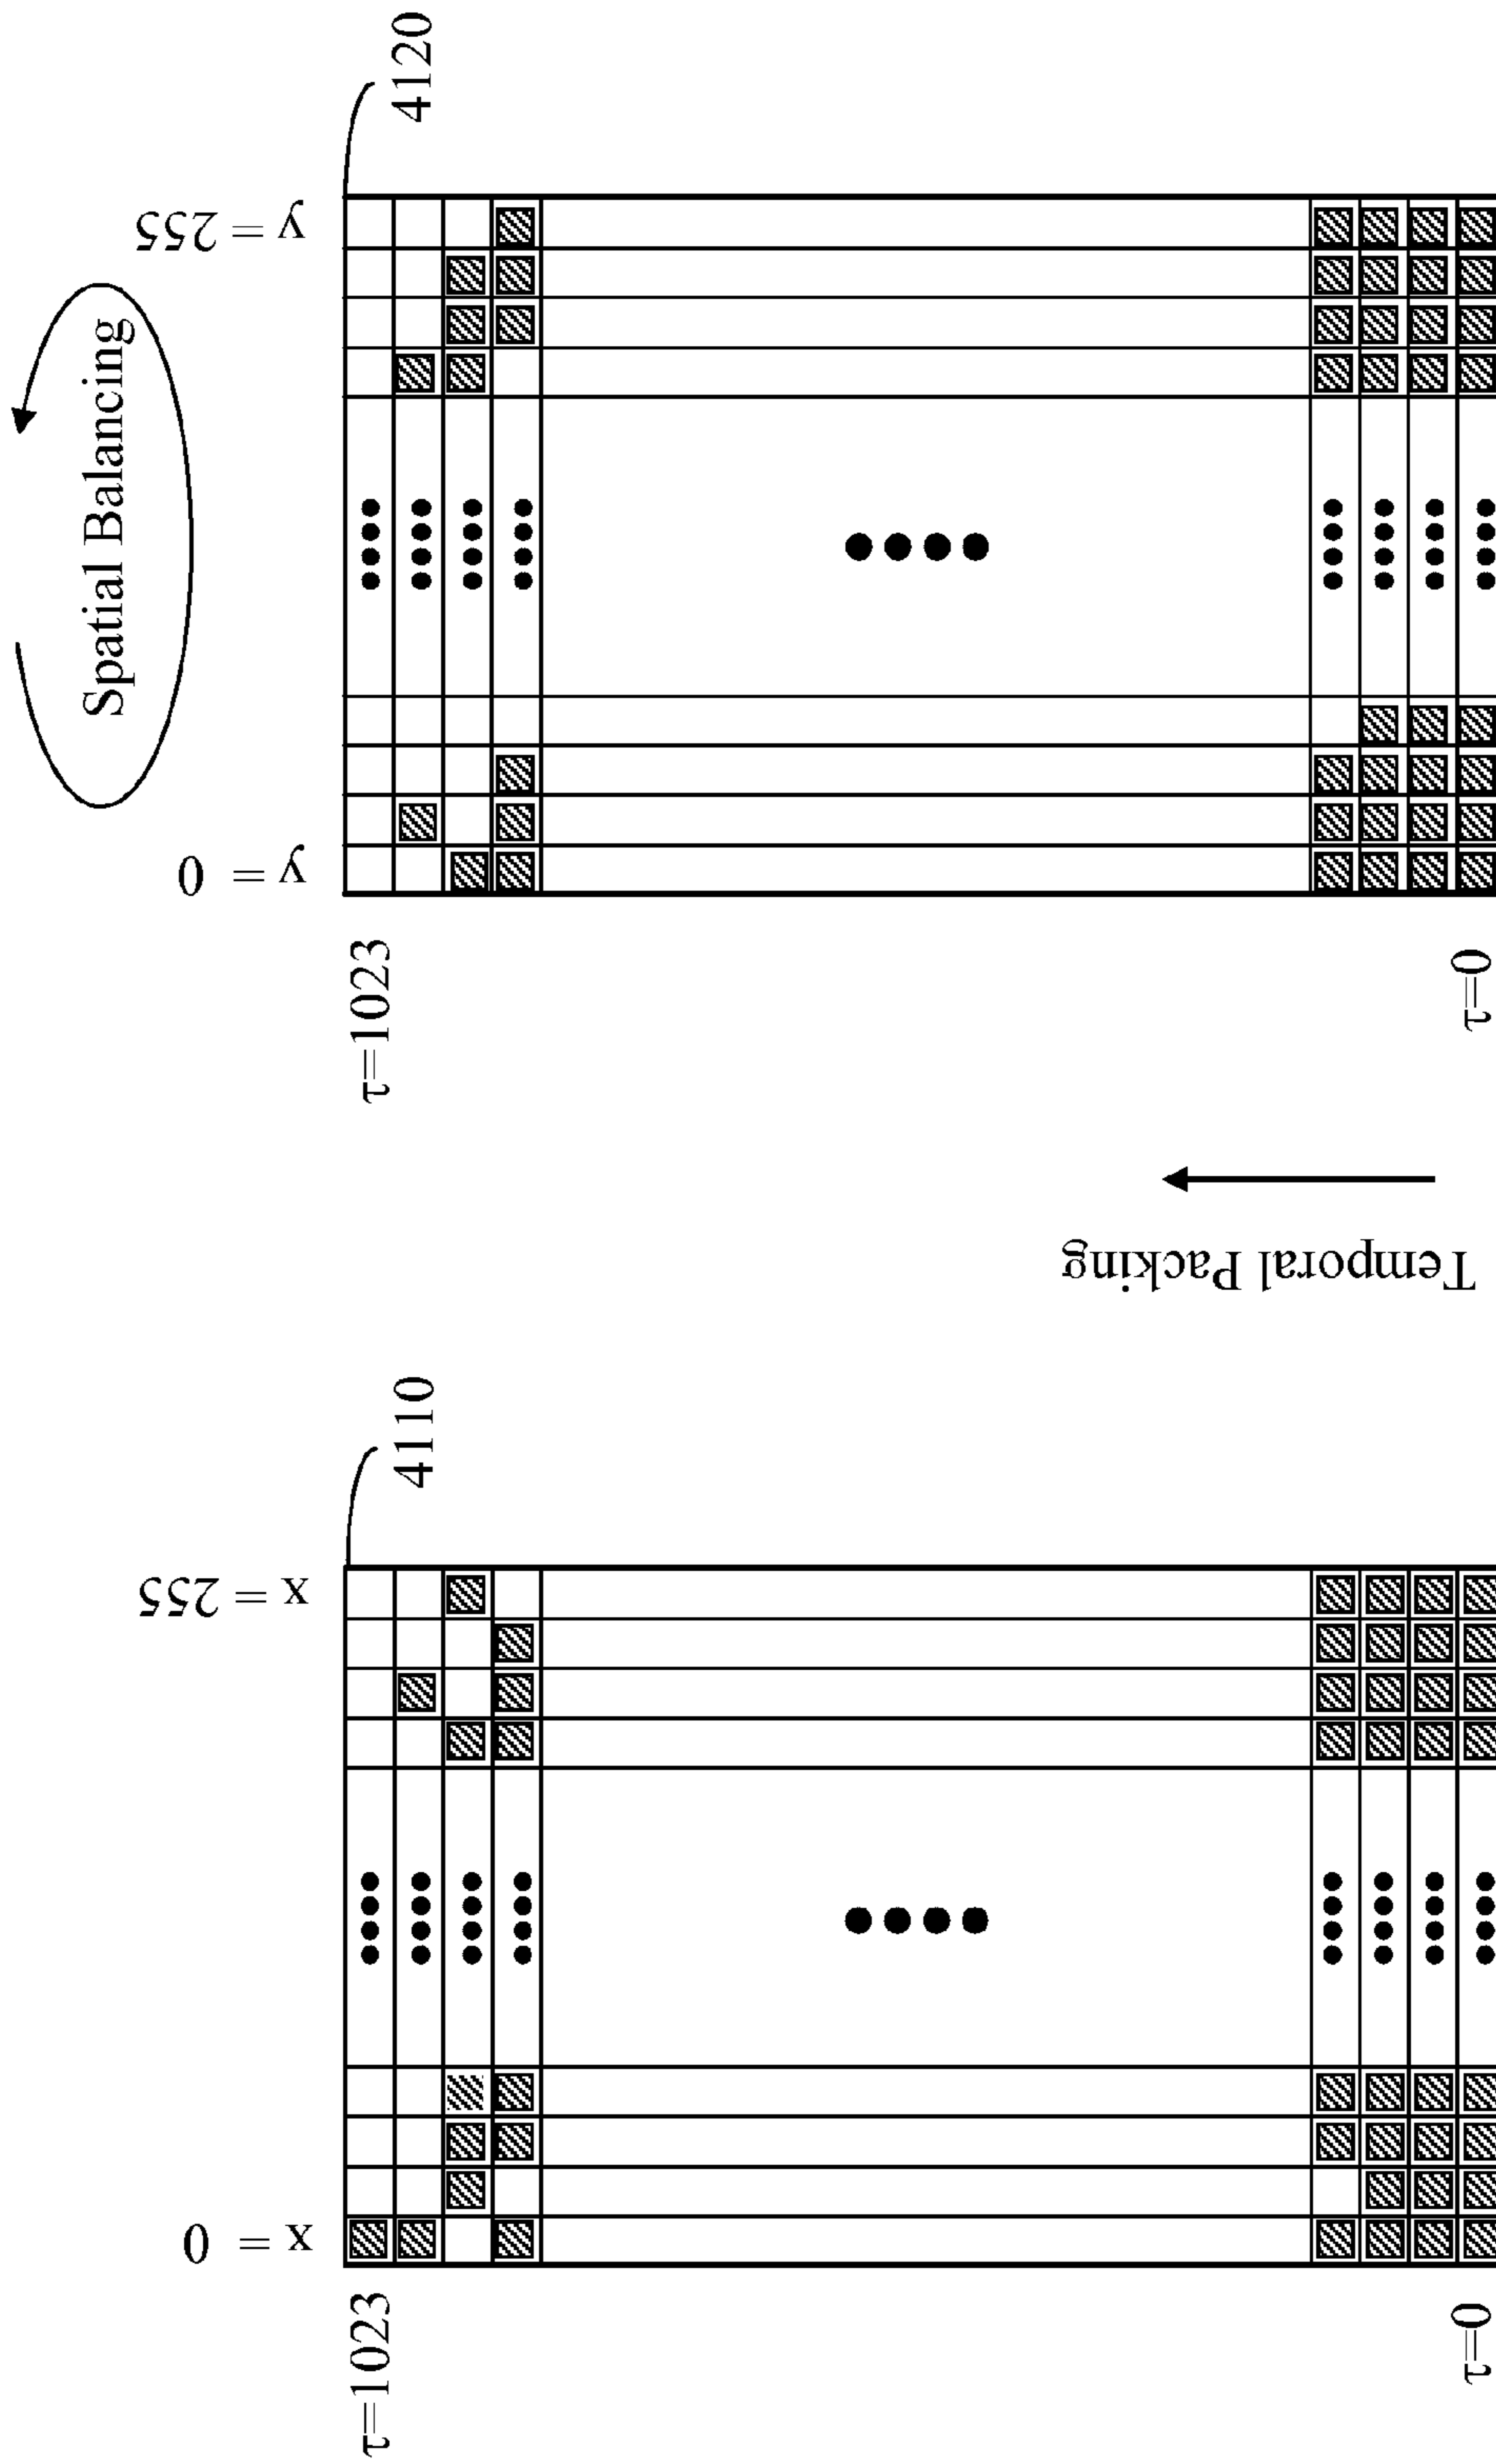 Spatial Balancing
y = 255
4120
y = 0
τ=1023
τ=0
Temporal Packing
x = 255
4110
x = 0
τ=1023
τ=0